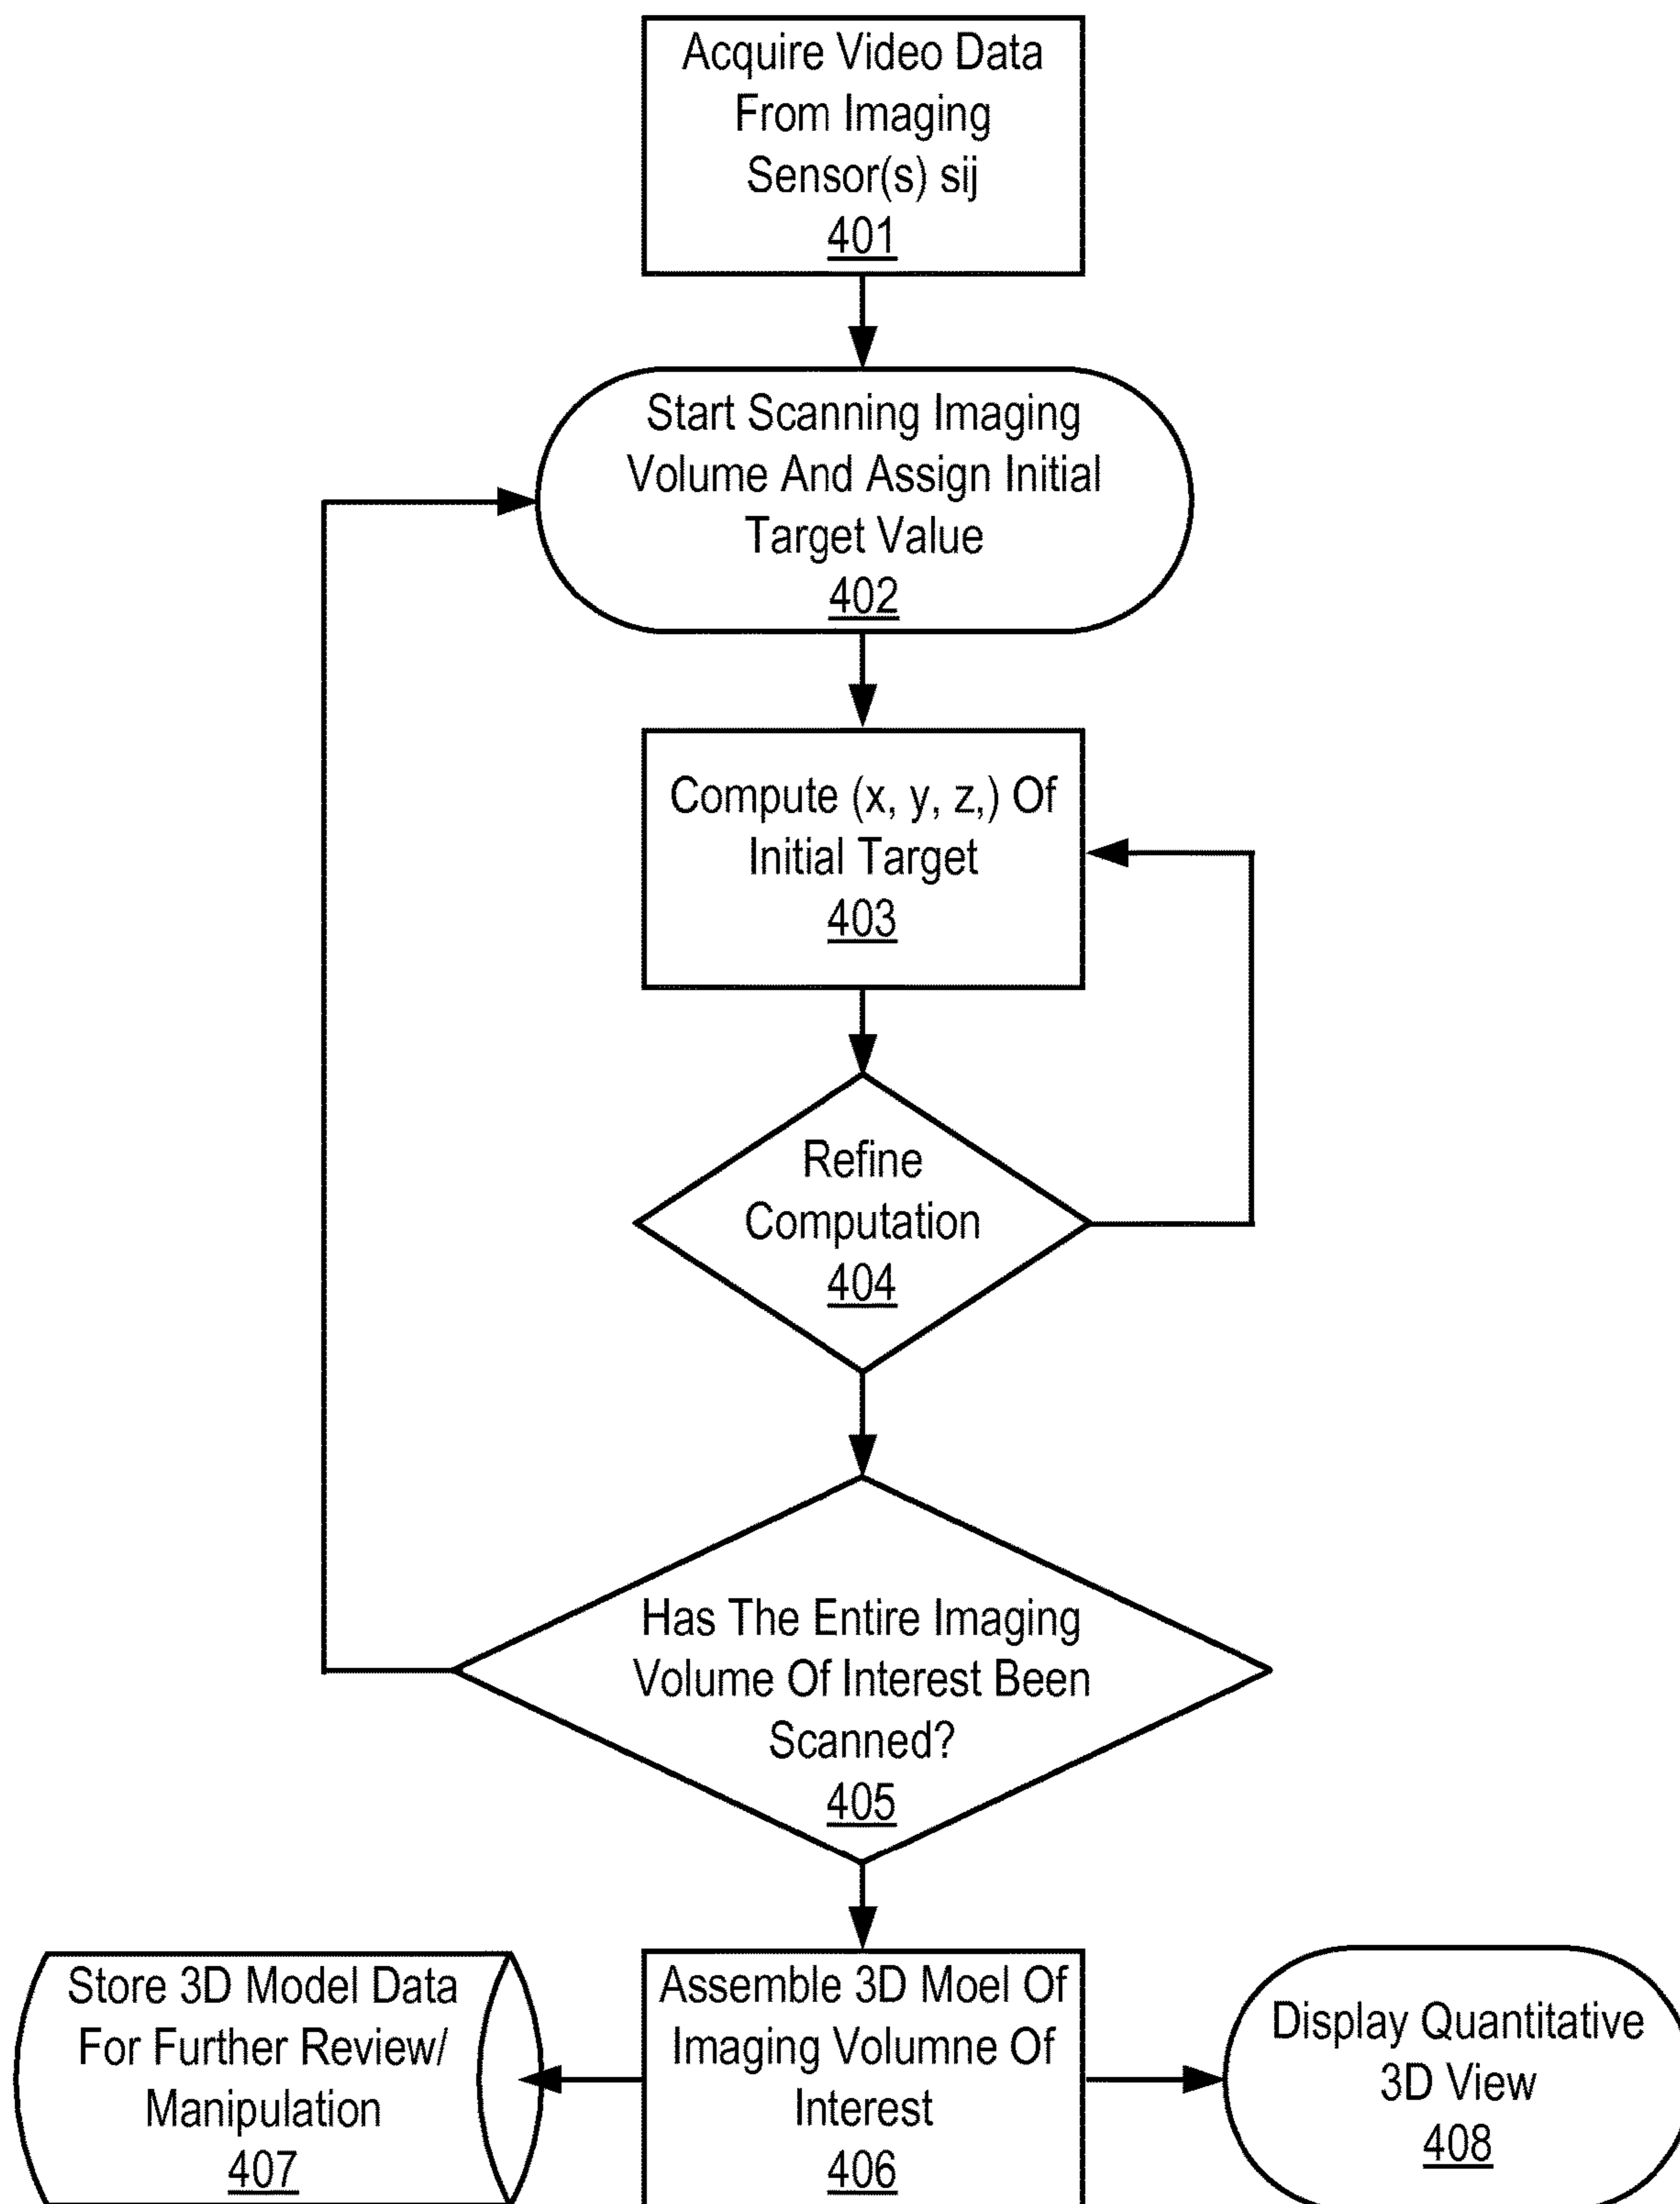 Acquire Video Data
From Imaging
Sensor(s) sij
401
Start Scanning Imaging
Volume And Assign Initial
Target Value
402
Compute (x, y, z,) Of
Initial Target
403
Refine
Computation
404
Has The Entire Imaging
Volume Of Interest Been
Scanned?
405
Store 3D Model Data
For Further Review/
Manipulation
407
Assemble 3D Moel Of
Imaging Volumne Of
Interest
406
Display Quantitative
3D View
408